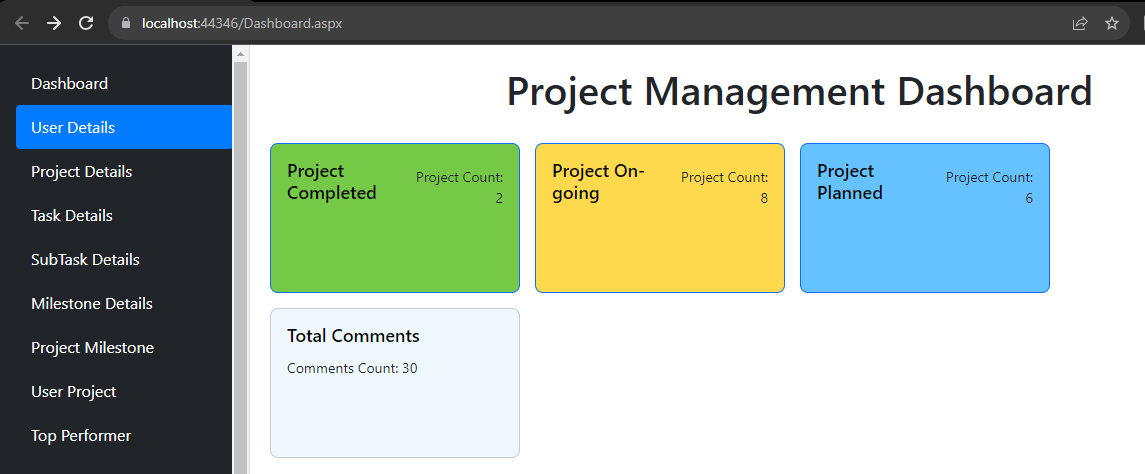 localhost:44346/Dashboard.aspx
Dashboard
User Details
Project Details
Task Details
SubTask Details
Milestone Details
Project Milestone
User Project
Top Performer
Project Management Dashboard
Project
Completed
Project Count:
2
Project On-
going
Project Count:
8
Project
Planned
Project Count:
6
Total Comments
Comments Count: 30